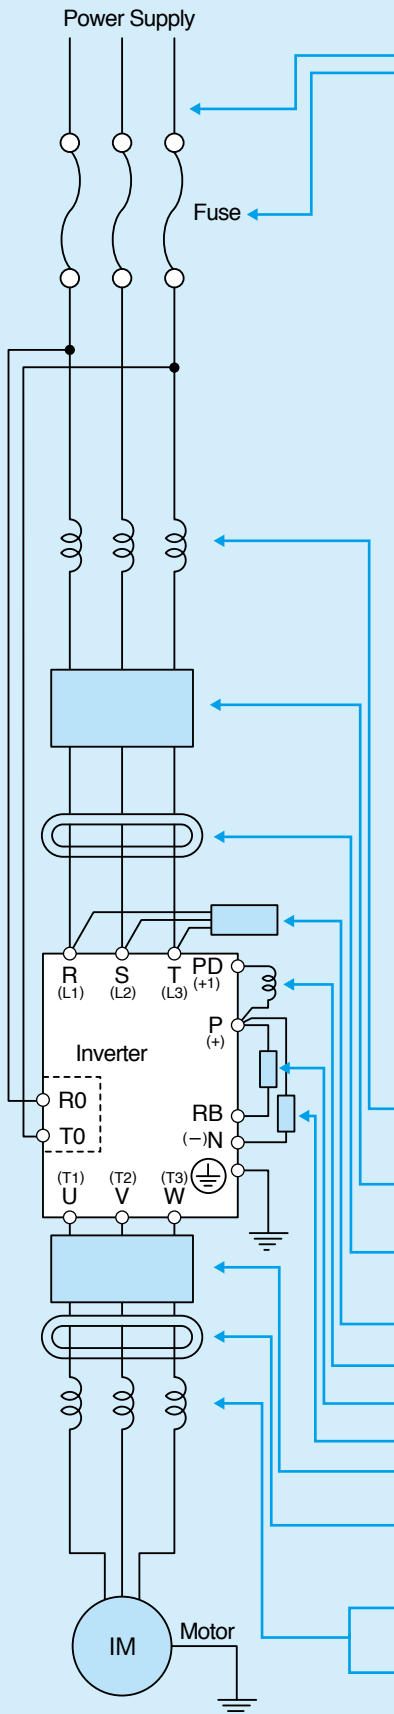 Power Supply
Fuse
R S T PD
(L1) (L2) (L3) (+1)
P
(+)
Inverter
R0
RB
T0
(−)N
(T1) (T2) (T3)
U V W
Motor
IM